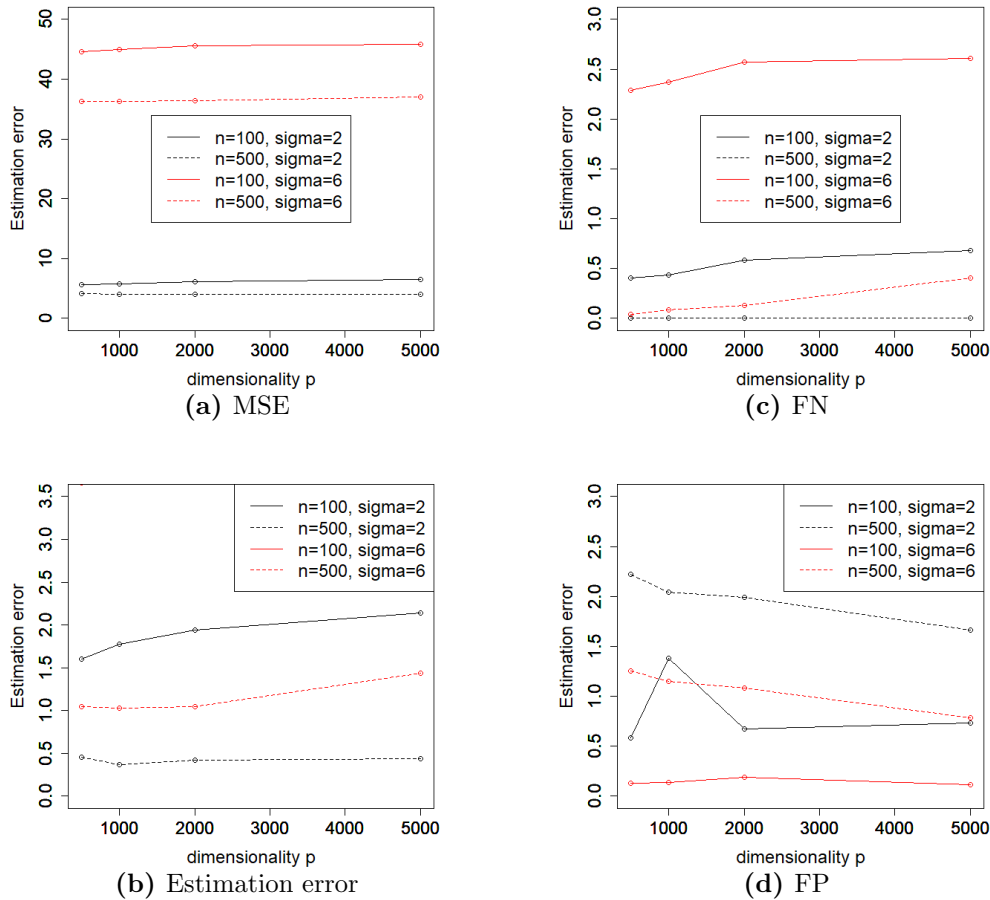 Estimation error
50
40
30
20
10
0
n=100, sigma=2
n=500, sigma=2
n=100, sigma=6
n=500, sigma=6
1000 2000 3000 4000 5000
dimensionality p
(a) MSE
Estimation error
3.0
2.5
2.0
1.5
1.0
0.5
0.0
n=100, sigma=2
n=500, sigma=2
n=100, sigma=6
n=500, sigma=6
1000 2000 3000 4000 5000
dimensionality p
(c) FN
Estimation error
3.5
3.0
2.5
2.0
1.5
1.0
0.5
0.0
n=100, sigma=2
n=500, sigma=2
n=100, sigma=6
n=500, sigma=6
1000 2000 3000 4000 5000
dimensionality p
(b) Estimation error
Estimation error
3.0
2.5
2.0
1.5
1.0
0.5
0.0
n=100, sigma=2
n=500, sigma=2
n=100, sigma=6
n=500, sigma=6
1000 2000 3000 4000 5000
dimensionality p
(d) FP